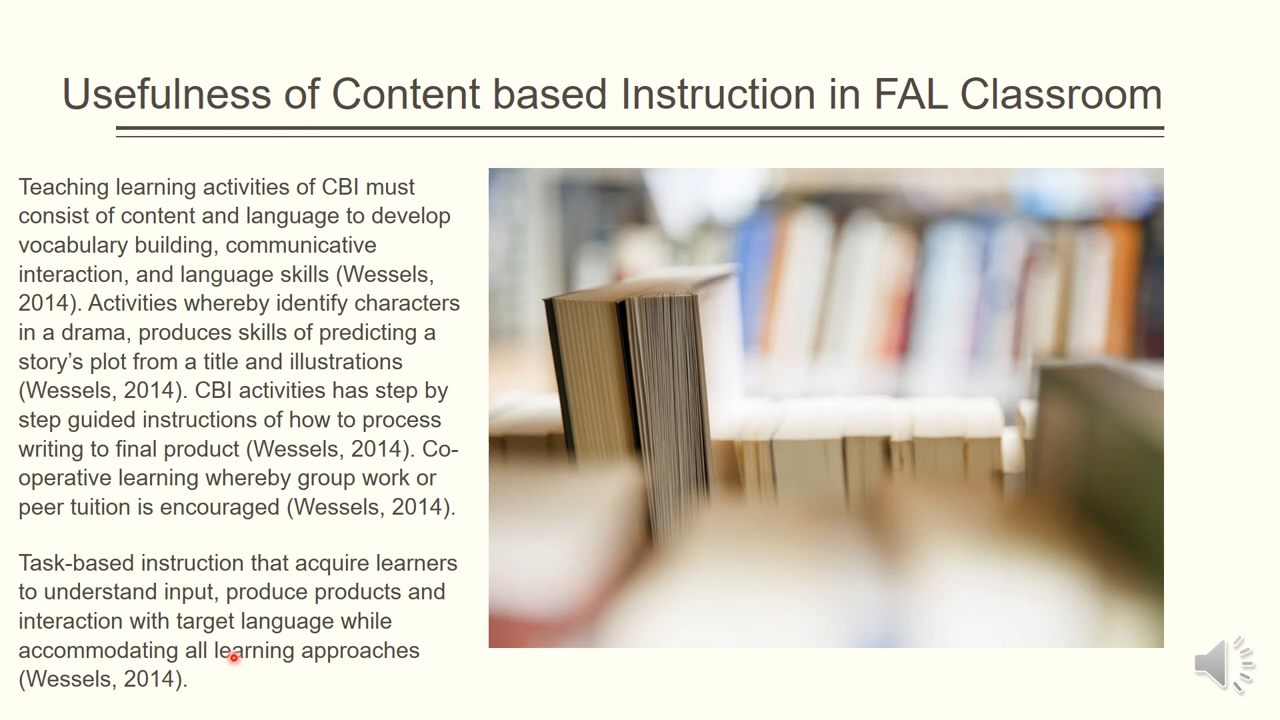 Usefulness of Content based Instruction in FAL Classroom
Teaching learning activities of CBI must
consist of content and language to develop
vocabulary building, communicative
interaction, and language skills (Wessels,
2014). Activities whereby identify characters
in a drama, produces skills of predicting a
story’s plot from a title and illustrations
(Wessels, 2014). CBI activities has step by
step guided instructions of how to process
writing to final product (Wessels, 2014). Co-
operative learning whereby group work or
peer tuition is encouraged (Wessels, 2014).
Task-based instruction that acquire learners
to understand input, produce products and
interaction with target language while
accommodating all learning approaches
(Wessels, 2014).